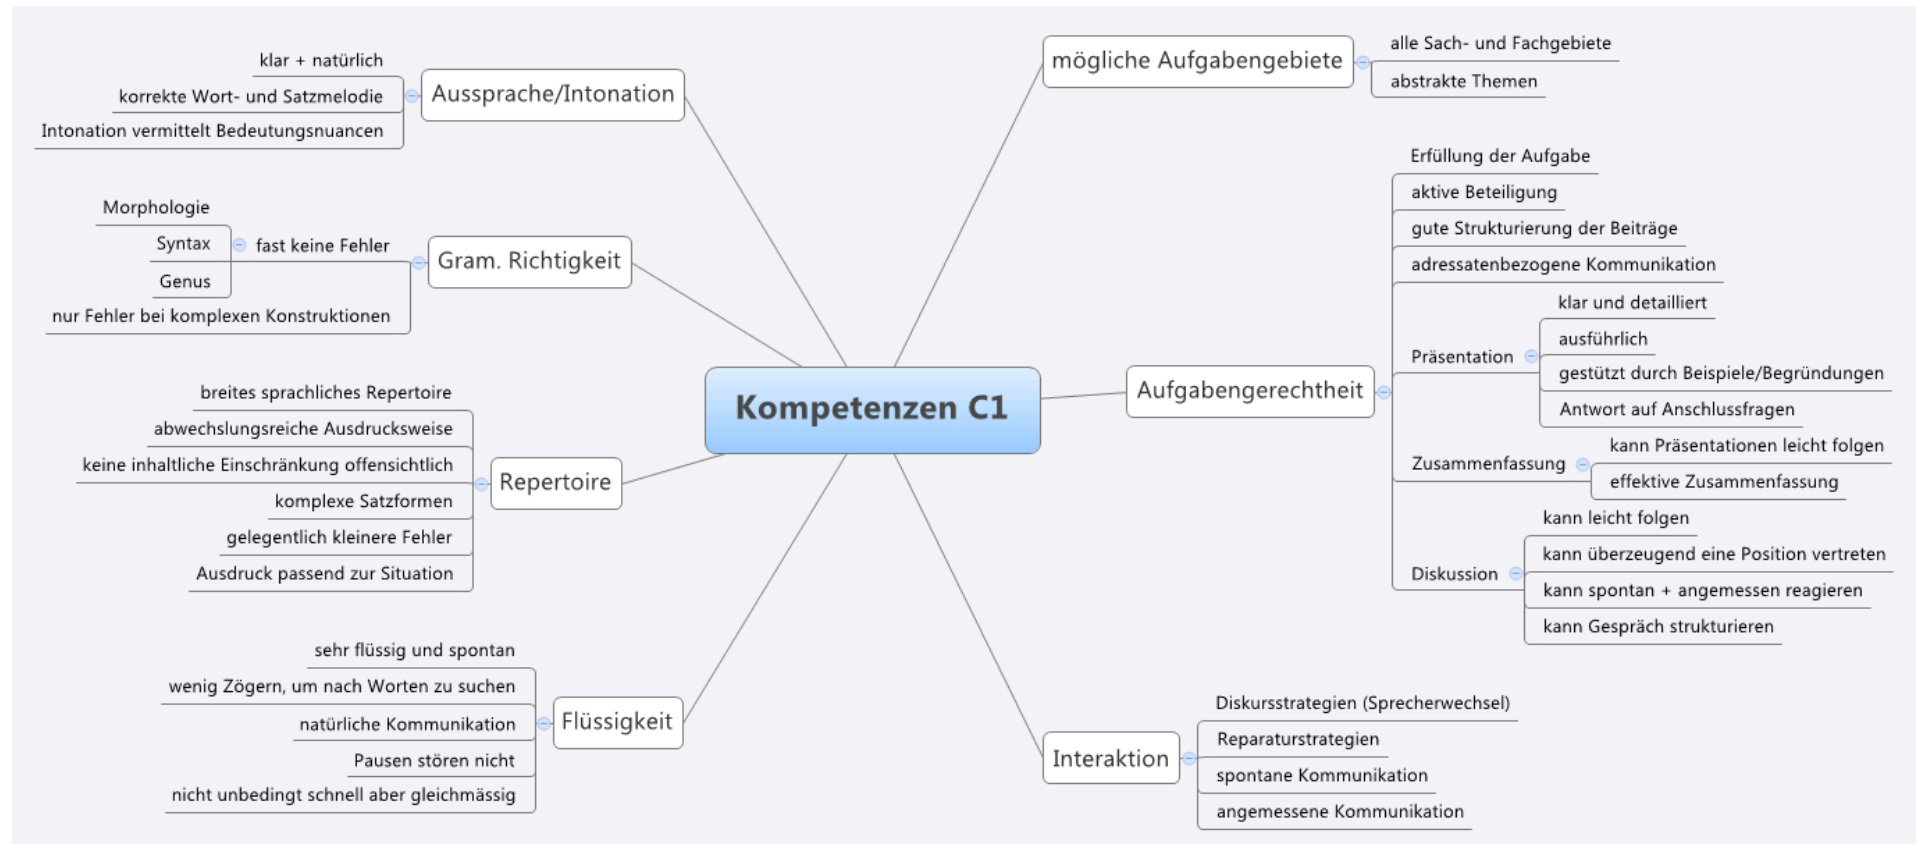 Kompetenzen C1
mögliche Aufgabengebiete
alle Sach- und Fachgebiete
abstrakte Themen
Aufgabengerechtheit
Erfüllung der Aufgabe
aktive Beteiligung
gute Strukturierung der Beiträge
adressatenbezogene Kommunikation
Präsentation
klar und detailliert
ausführlich
gestützt durch Beispiele/Begründungen
Antwort auf Anschlussfragen
Zusammenfassung
kann Präsentationen leicht folgen
effektive Zusammenfassung
Diskussion
kann leicht folgen
kann überzeugend eine Position vertreten
kann spontan + angemessen reagieren
kann Gespräch strukturieren
Interaktion
Diskursstrategien (Sprecherwechsel)
Reparaturstrategien
spontane Kommunikation
angemessene Kommunikation
Aussprache/Intonation
klar + natürlich
korrekte Wort- und Satzmelodie
Intonation vermittelt Bedeutungsnuancen
Gram. Richtigkeit
fast keine Fehler
Morphologie
Syntax
Genus
nur Fehler bei komplexen Konstruktionen
Repertoire
breites sprachliches Repertoire
abwechslungsreiche Ausdrucksweise
keine inhaltliche Einschränkung offensichtlich
komplexe Satzformen
gelegentlich kleinere Fehler
Ausdruck passend zur Situation
Flüssigkeit
sehr flüssig und spontan
wenig Zögern, um nach Worten zu suchen
natürliche Kommunikation
Pausen stören nicht
nicht unbedingt schnell aber gleichmässig